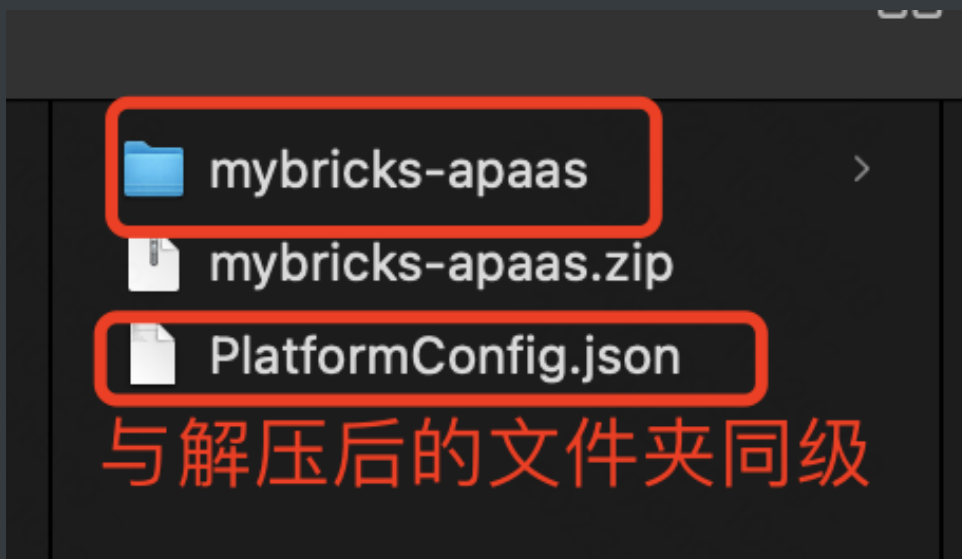 mybricks-apaas
mybricks-apaas.zip
PlatformConfig.json
与解压后的文件夹同级